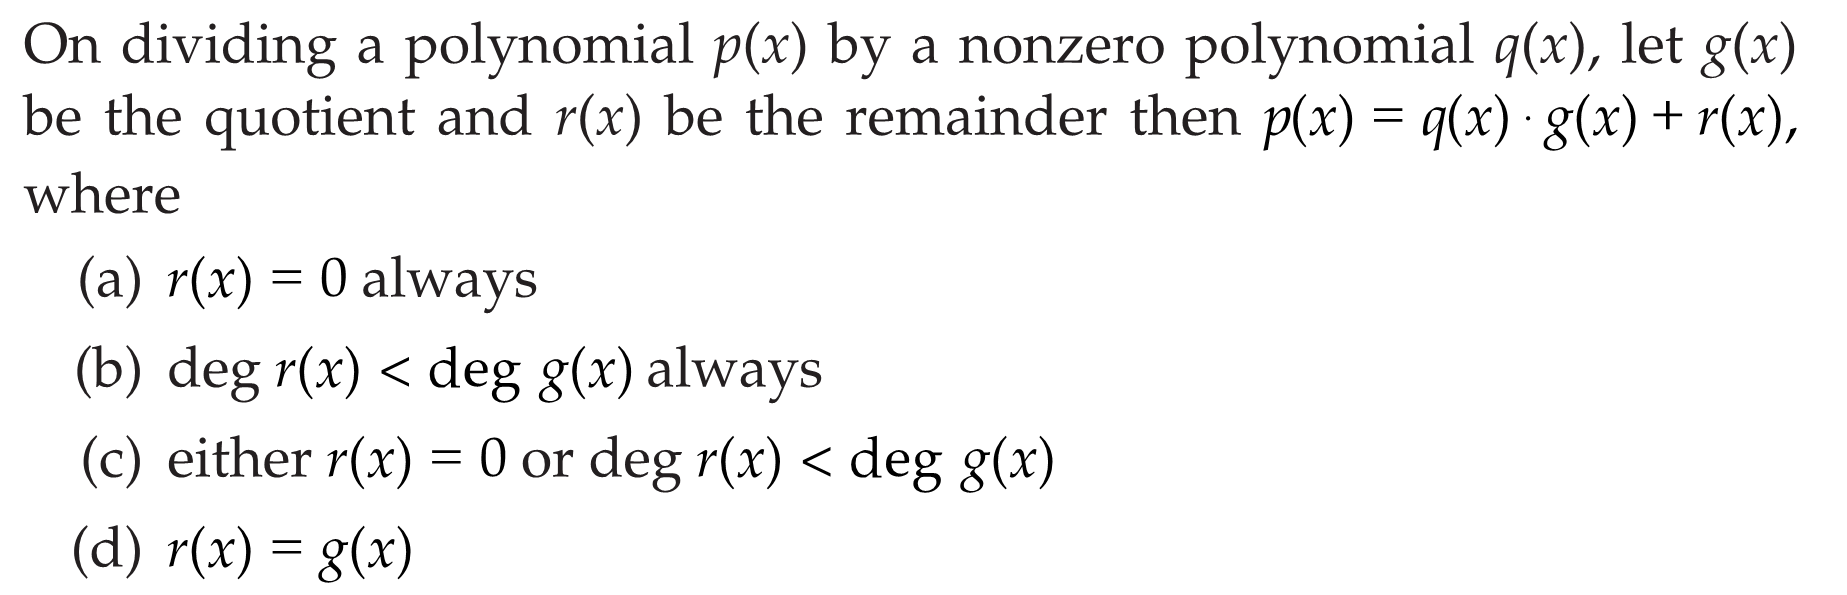 On dividing a polynomial p(x) by a nonzero polynomial q(x), let g(x)
be the quotient and r(x) be the remainder then p(x) = q(x) · g(x) + r(x),
where
(a) r(x) = 0 always
(b) deg r(x) < deg g(x) always
(c) either r(x) = 0 or deg r(x) < deg g(x)
(d) r(x) = g(x)